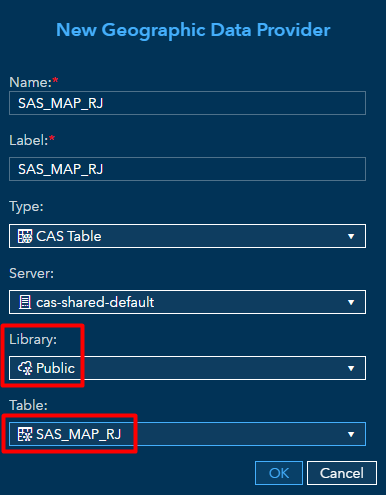 New Geographic Data Provider
Name:*
SAS_MAP_RJ
Label:*
SAS_MAP_RJ
Type:
CAS Table
Server:
cas-shared-default
Library:
Public
Table:
SAS_MAP_RJ
OK Cancel